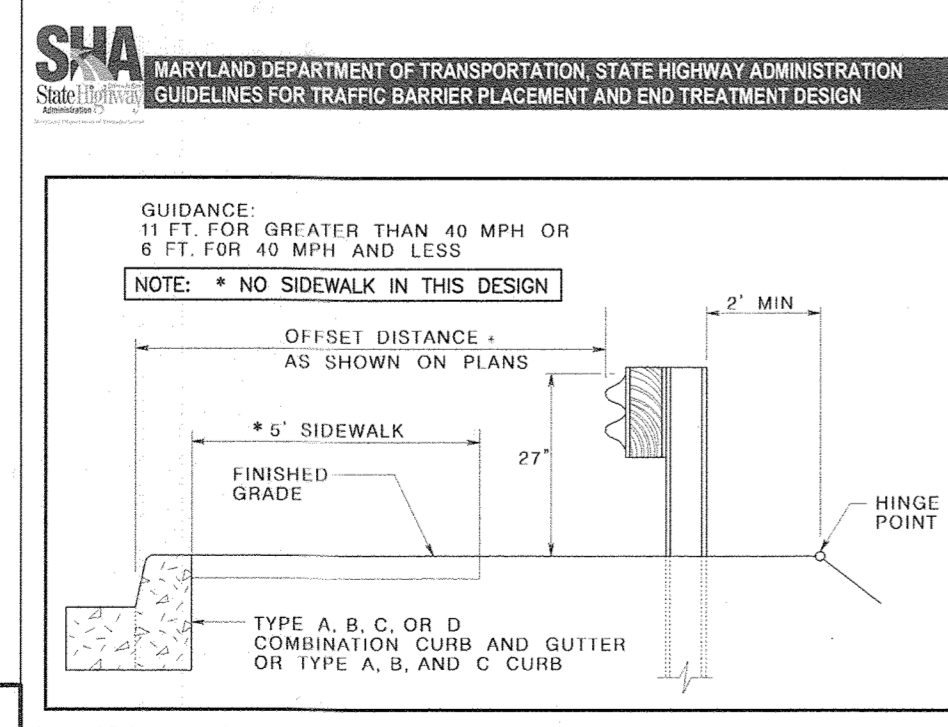 SHA
State Highway
Administration
MARYLAND DEPARTMENT OF TRANSPORTATION, STATE HIGHWAY ADMINISTRATION
GUIDELINES FOR TRAFFIC BARRIER PLACEMENT AND END TREATMENT DESIGN
GUIDANCE:
11 FT. FOR GREATER THAN 40 MPH OR
6 FT. FOR 40 MPH AND LESS
NOTE: * NO SIDEWALK IN THIS DESIGN
2' MIN
OFFSET DISTANCE *
AS SHOWN ON PLANS
* 5' SIDEWALK
27"
FINISHED
GRADE
HINGE
POINT
TYPE A, B, C, OR D
COMBINATION CURB AND GUTTER
OR TYPE A, B, AND C CURB